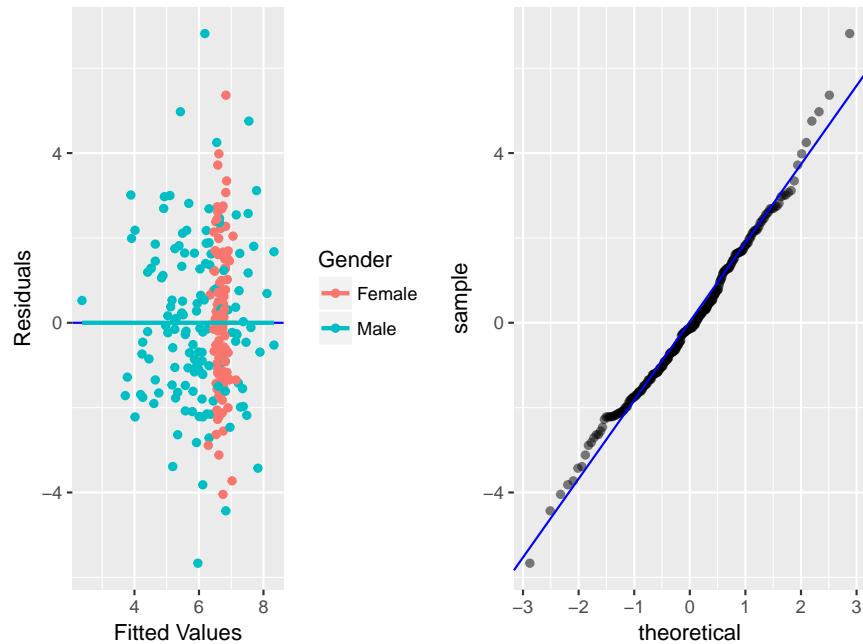 Residuals
4
0
−4
4
6
8
Fitted Values
Gender
Female
Male
sample
4
0
−4
−3
−2
−1
0
1
2
3
theoretical